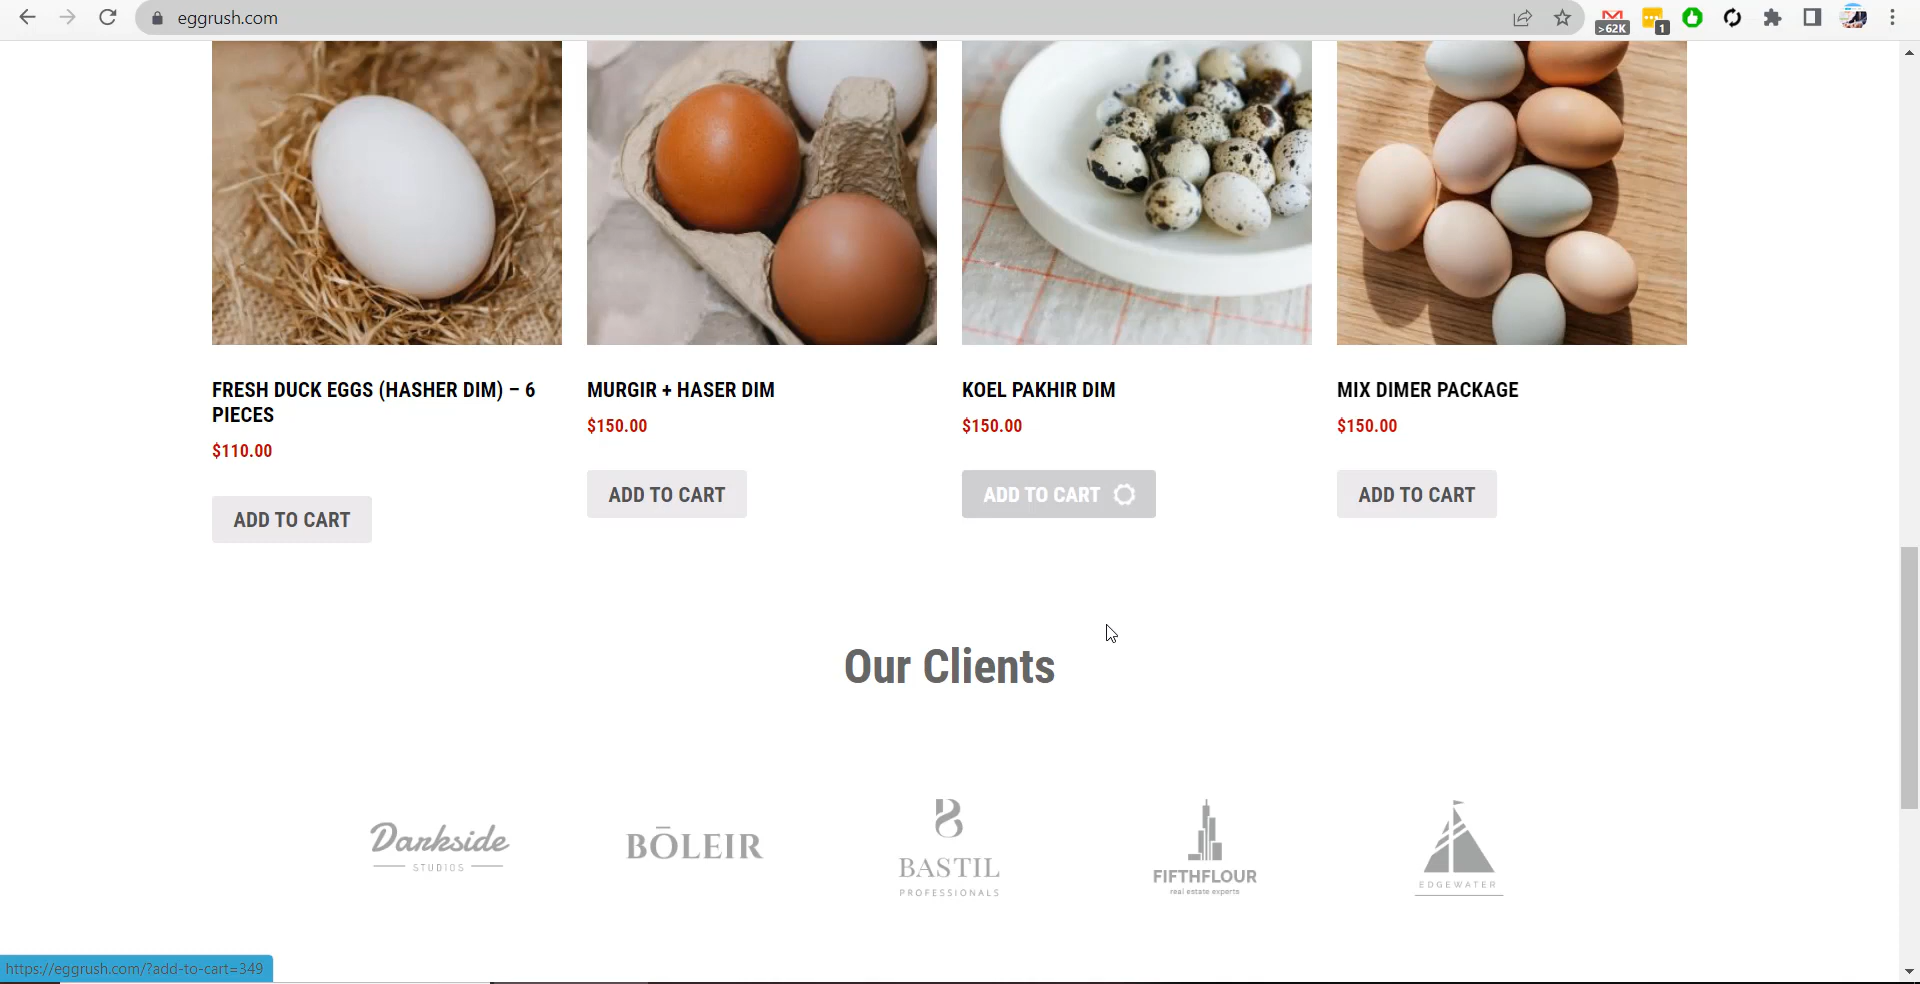 eggrush.com
>62K
1
FRESH DUCK EGGS (HASHER DIM) – 6
PIECES
$110.00
ADD TO CART
MURGIR + HASER DIM
$150.00
ADD TO CART
KOEL PAKHIR DIM
$150.00
ADD TO CART
MIX DIMER PACKAGE
$150.00
ADD TO CART
Our Clients
Darkside
STUDIOS
BŌLEIR
BASTIL
PROFESSIONALS
FIFTHFLOUR
real estate experts
EDGEWATER
https://eggrush.com/?add-to-cart=349